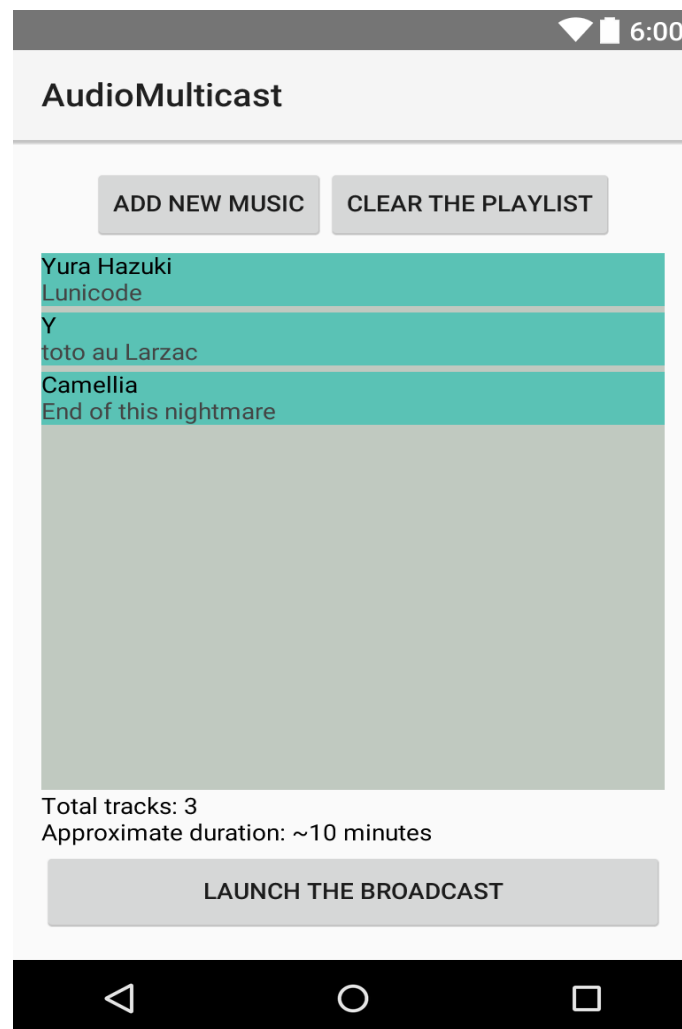 6:00
AudioMulticast
ADD NEW MUSIC CLEAR THE PLAYLIST
Yura Hazuki
Lunicode
Y
toto au Larzac
Camellia
End of this nightmare
Total tracks: 3
Approximate duration: ~10 minutes
LAUNCH THE BROADCAST